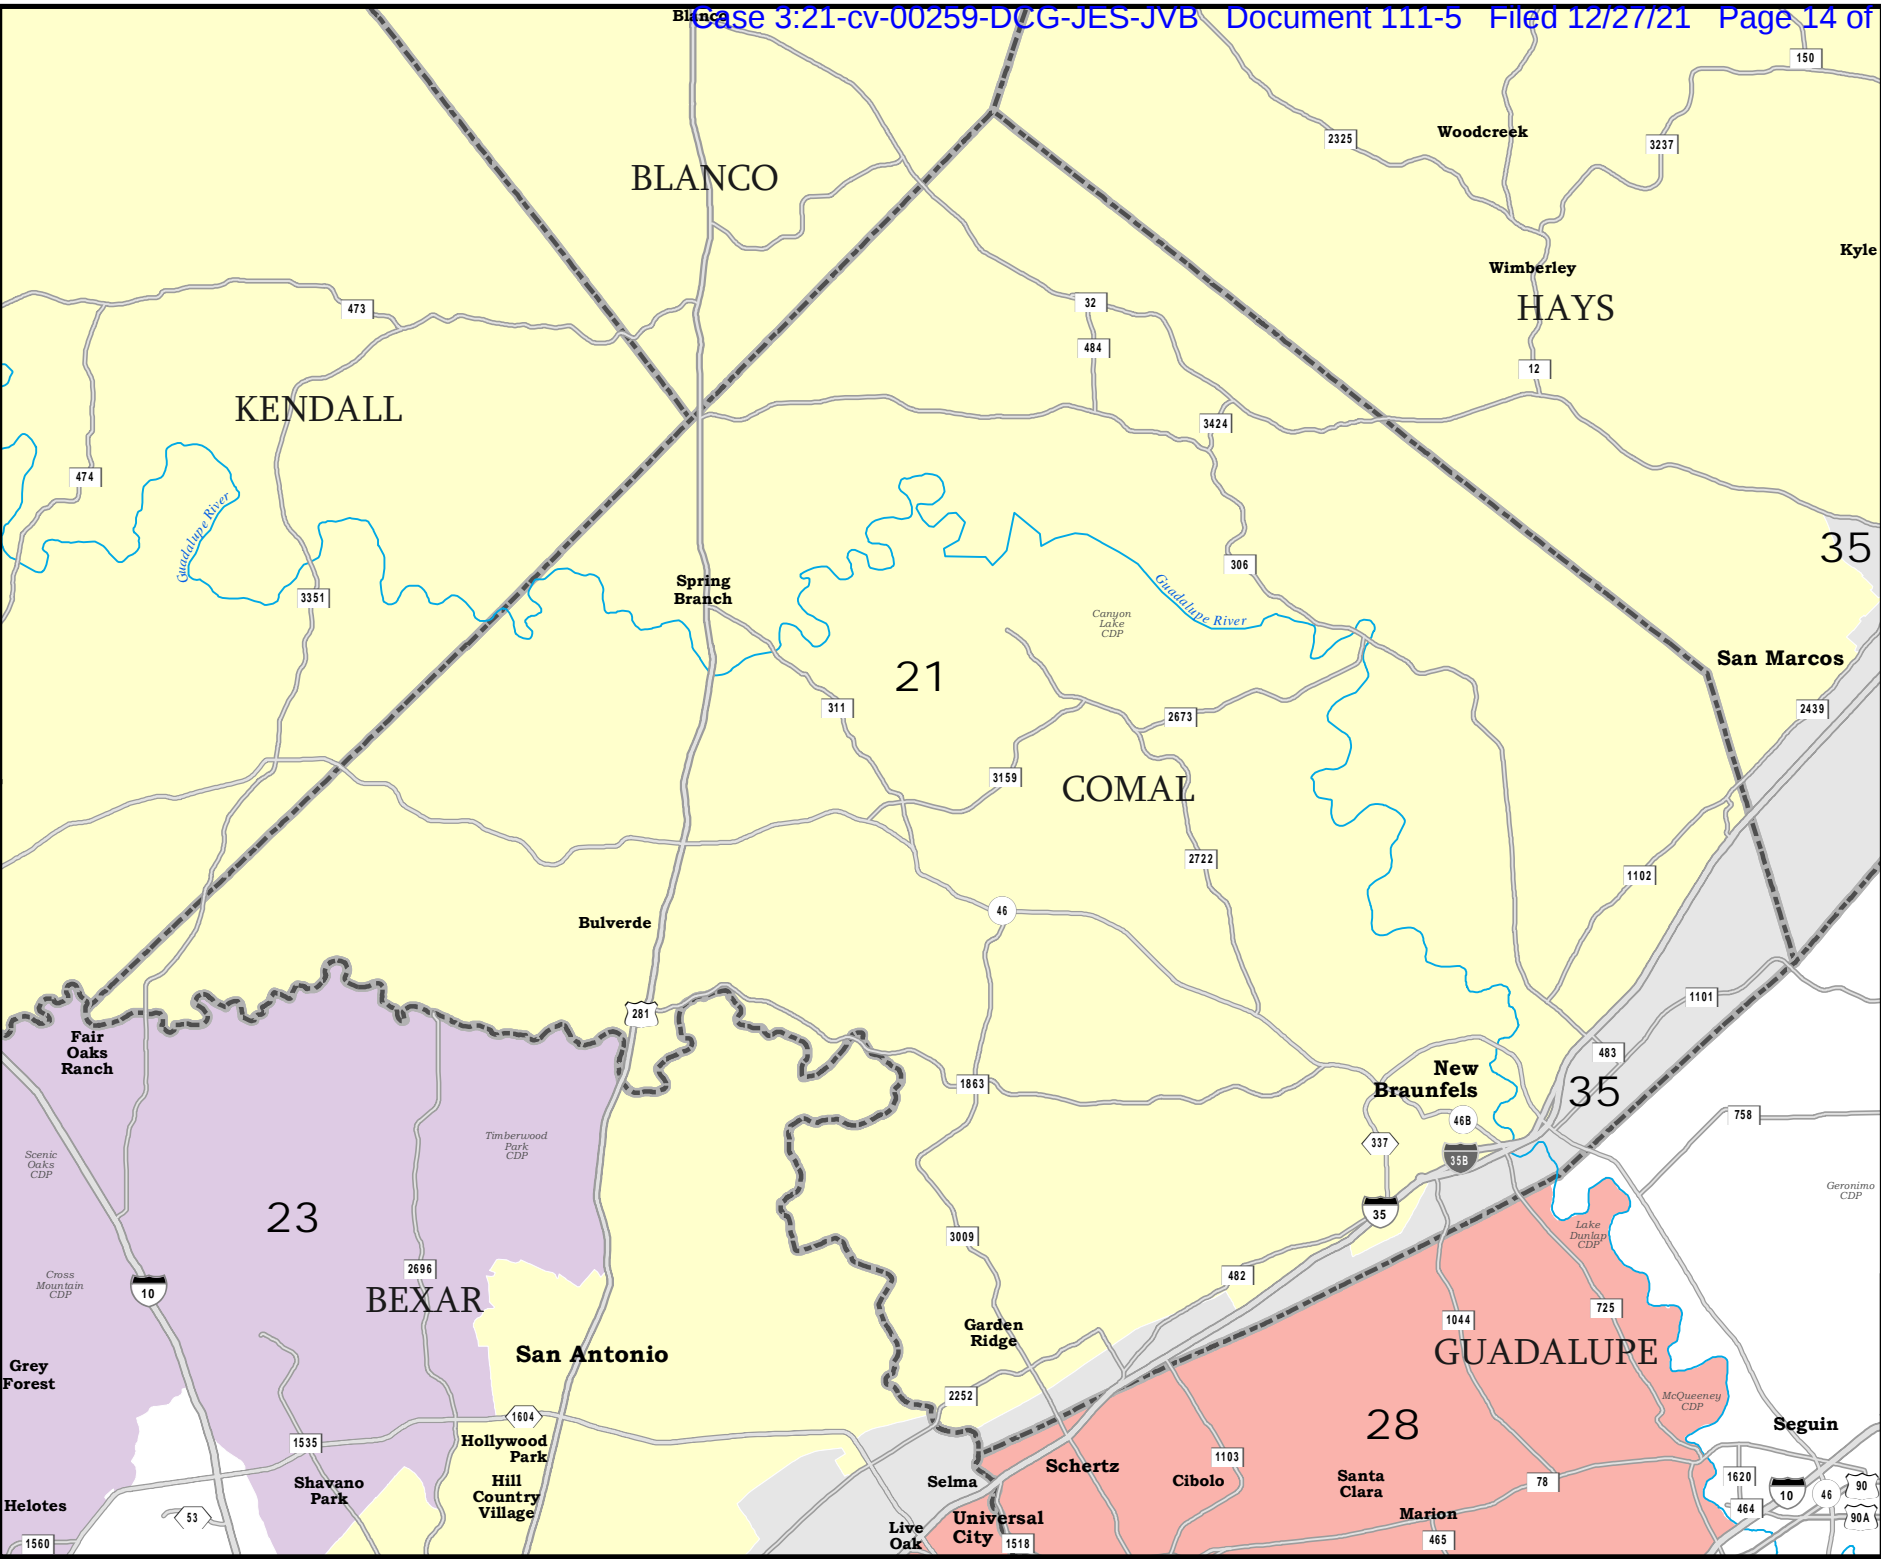 Case 3:21-cv-00259-DCG-JES-JVB Document 111-5 Filed 12/27/21 Page 14 of
Blanco
150
2325
Woodcreek
3237
BLANCO
Kyle
Wimberley
HAYS
473
32
484
12
KENDALL
3424
474
Guadalupe River
35
306
Spring
Branch
3351
Guadalupe River
Canyon
Lake
CDP
21
San Marcos
311
2673
2439
3159
COMAL
2722
1102
46
Bulverde
281
1101
Fair
Oaks
Ranch
483
New
Braunfels
1863
35
46B
758
337
Timberwood
Park
CDP
Scenic
Oaks
CDP
35B
Geronimo
CDP
23
35
Lake
Dunlap
CDP
3009
2696
482
Cross
Mountain
CDP
10
BEXAR
1044
725
Garden
Ridge
GUADALUPE
San Antonio
Grey
Forest
2252
McQueeney
CDP
1604
28
Seguin
1535
Hollywood
Park
1103
Schertz
Selma
Cibolo
Santa
Clara
78
1620
10
46
90
Shavano
Park
Hill
Country
Village
Helotes
53
464
90A
Marion
Universal
City
Live
Oak
1560
1518
465